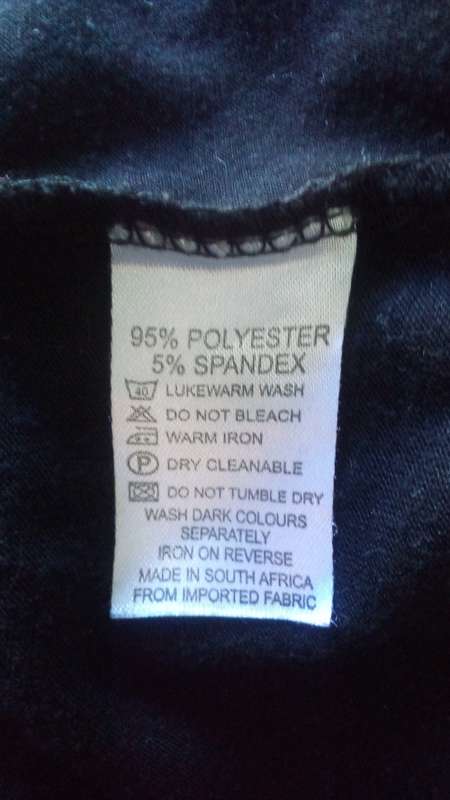 95% POLYESTER
5% SPANDEX
40 LUKEWARM WASH
DO NOT BLEACH
WARM IRON
P DRY CLEANABLE
DO NOT TUMBLE DRY
WASH DARK COLOURS
SEPARATELY
IRON ON REVERSE
MADE IN SOUTH AFRICA
FROM IMPORTED FABRIC